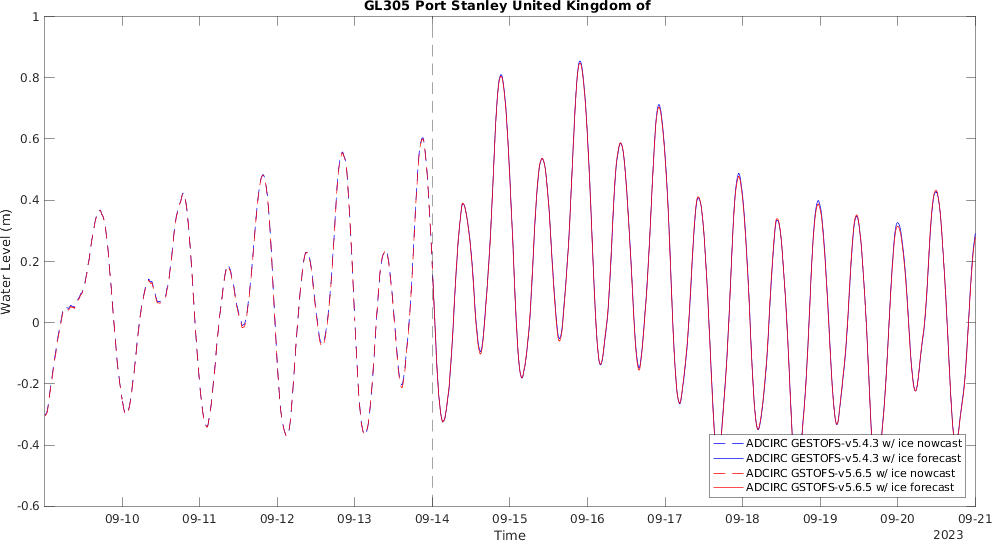 GL305 Port Stanley United Kingdom of
Water Level (m)
1
0.8
0.6
0.4
0.2
0
-0.2
-0.4
-0.6
ADCIRC GESTOFS-v5.4.3 w/ ice nowcast
ADCIRC GESTOFS-v5.4.3 w/ ice forecast
ADCIRC GSTOFS-v5.6.5 w/ ice nowcast
ADCIRC GSTOFS-v5.6.5 w/ ice forecast
09-10 09-11 09-12 09-13 09-14 09-15 09-16 09-17 09-18 09-19 09-20 09-21
Time
2023